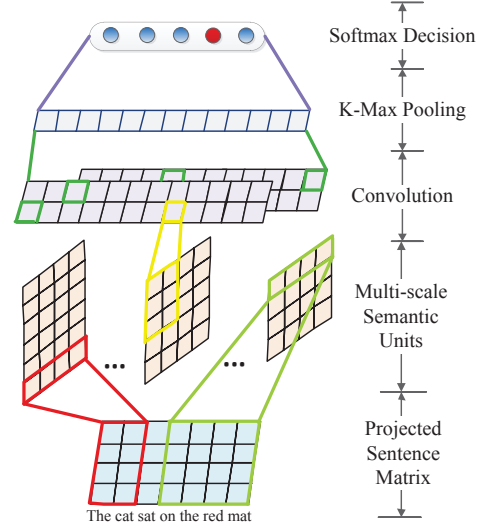 Softmax Decision
K-Max Pooling
Convolution
Multi-scale
Semantic
Units
...
...
Projected
Sentence
Matrix
The cat sat on the red mat